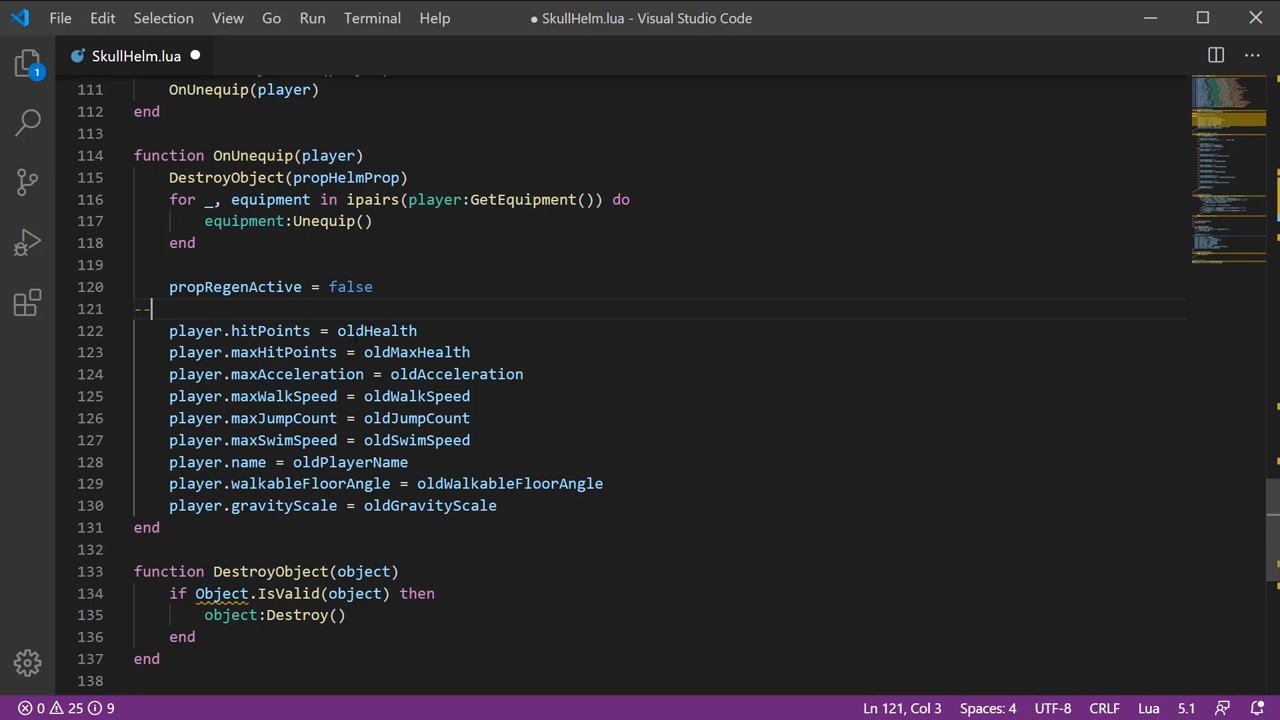 File Edit Selection View Go Run Terminal Help ● SkullHelm.lua - Visual Studio Code
SkullHelm.lua ●
1
111 OnUnequip(player)
112 end
113
114 function OnUnequip(player)
115 DestroyObject(propHelmProp)
116 for _, equipment in ipairs(player:GetEquipment()) do
117 equipment:Unequip()
118 end
119
120 propRegenActive = false
121 --
122 player.hitPoints = oldHealth
123 player.maxHitPoints = oldMaxHealth
124 player.maxAcceleration = oldAcceleration
125 player.maxWalkSpeed = oldWalkSpeed
126 player.maxJumpCount = oldJumpCount
127 player.maxSwimSpeed = oldSwimSpeed
128 player.name = oldPlayerName
129 player.walkableFloorAngle = oldWalkableFloorAngle
130 player.gravityScale = oldGravityScale
131 end
132
133 function DestroyObject(object)
134 if Object.IsValid(object) then
135 object:Destroy()
136 end
137 end
138
0 25 9 Ln 121, Col 3 Spaces: 4 UTF-8 CRLF Lua 5.1